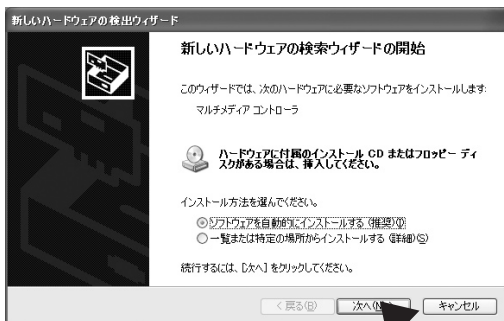 新しいハードウェアの検出ウィザード
新しいハードウェアの検索ウィザードの開始
このウィザードでは、次のハードウェアに必要なソフトウェアをインストールします:
マルチメディア コントローラ
ハードウェアに付属のインストール CD またはフロッピー ディ
スクがある場合は、挿入してください。
インストール方法を選んでください。
ソフトウェアを自動的にインストールする (推奨)(I)
一覧または特定の場所からインストールする (詳細)(S)
続行するには、[次へ] をクリックしてください。
< 戻る(B) 次へ(N) キャンセル